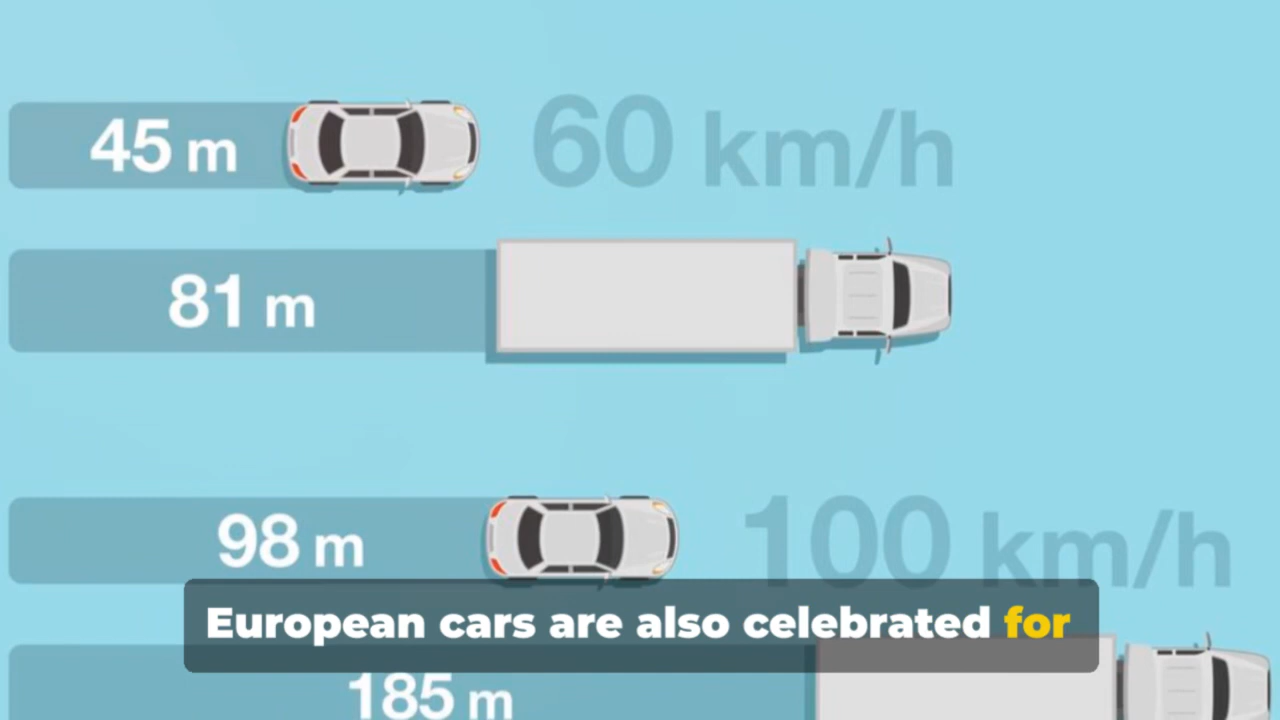 45 m
60 km/h
81 m
98 m
100 km/h
European cars are also celebrated for
185 m